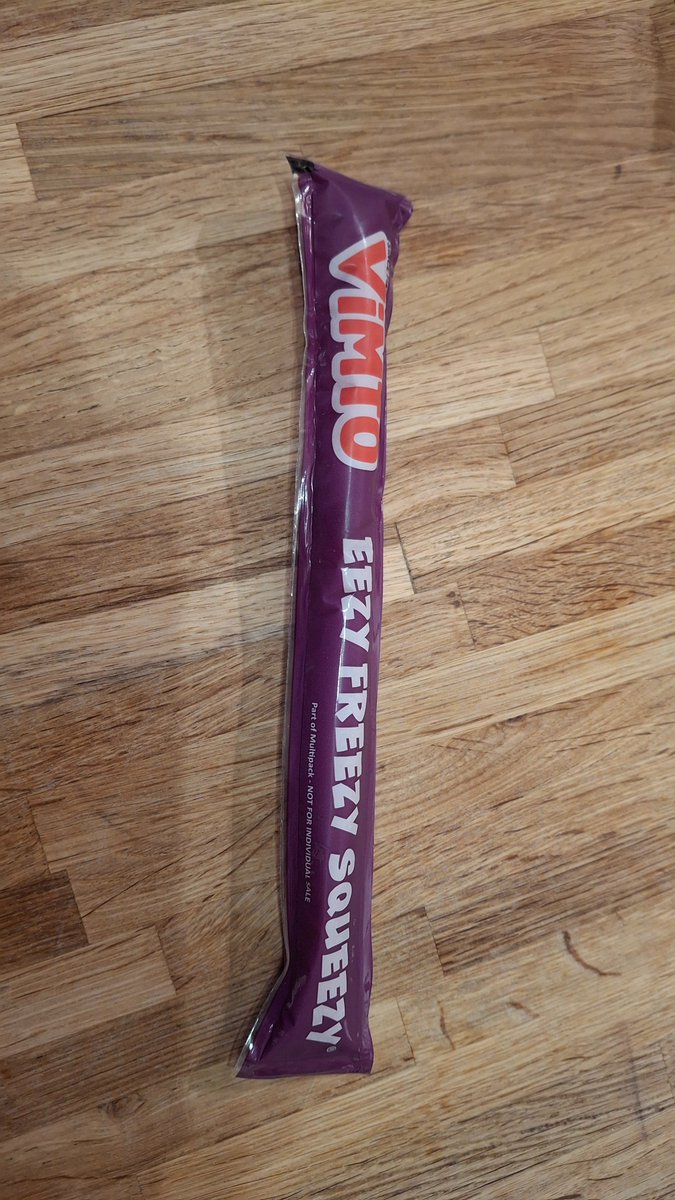 ViMTO
EEZY FREEZY SQUEEZY®
Part of Multipack - NOT FOR INDIVIDUAL SALE